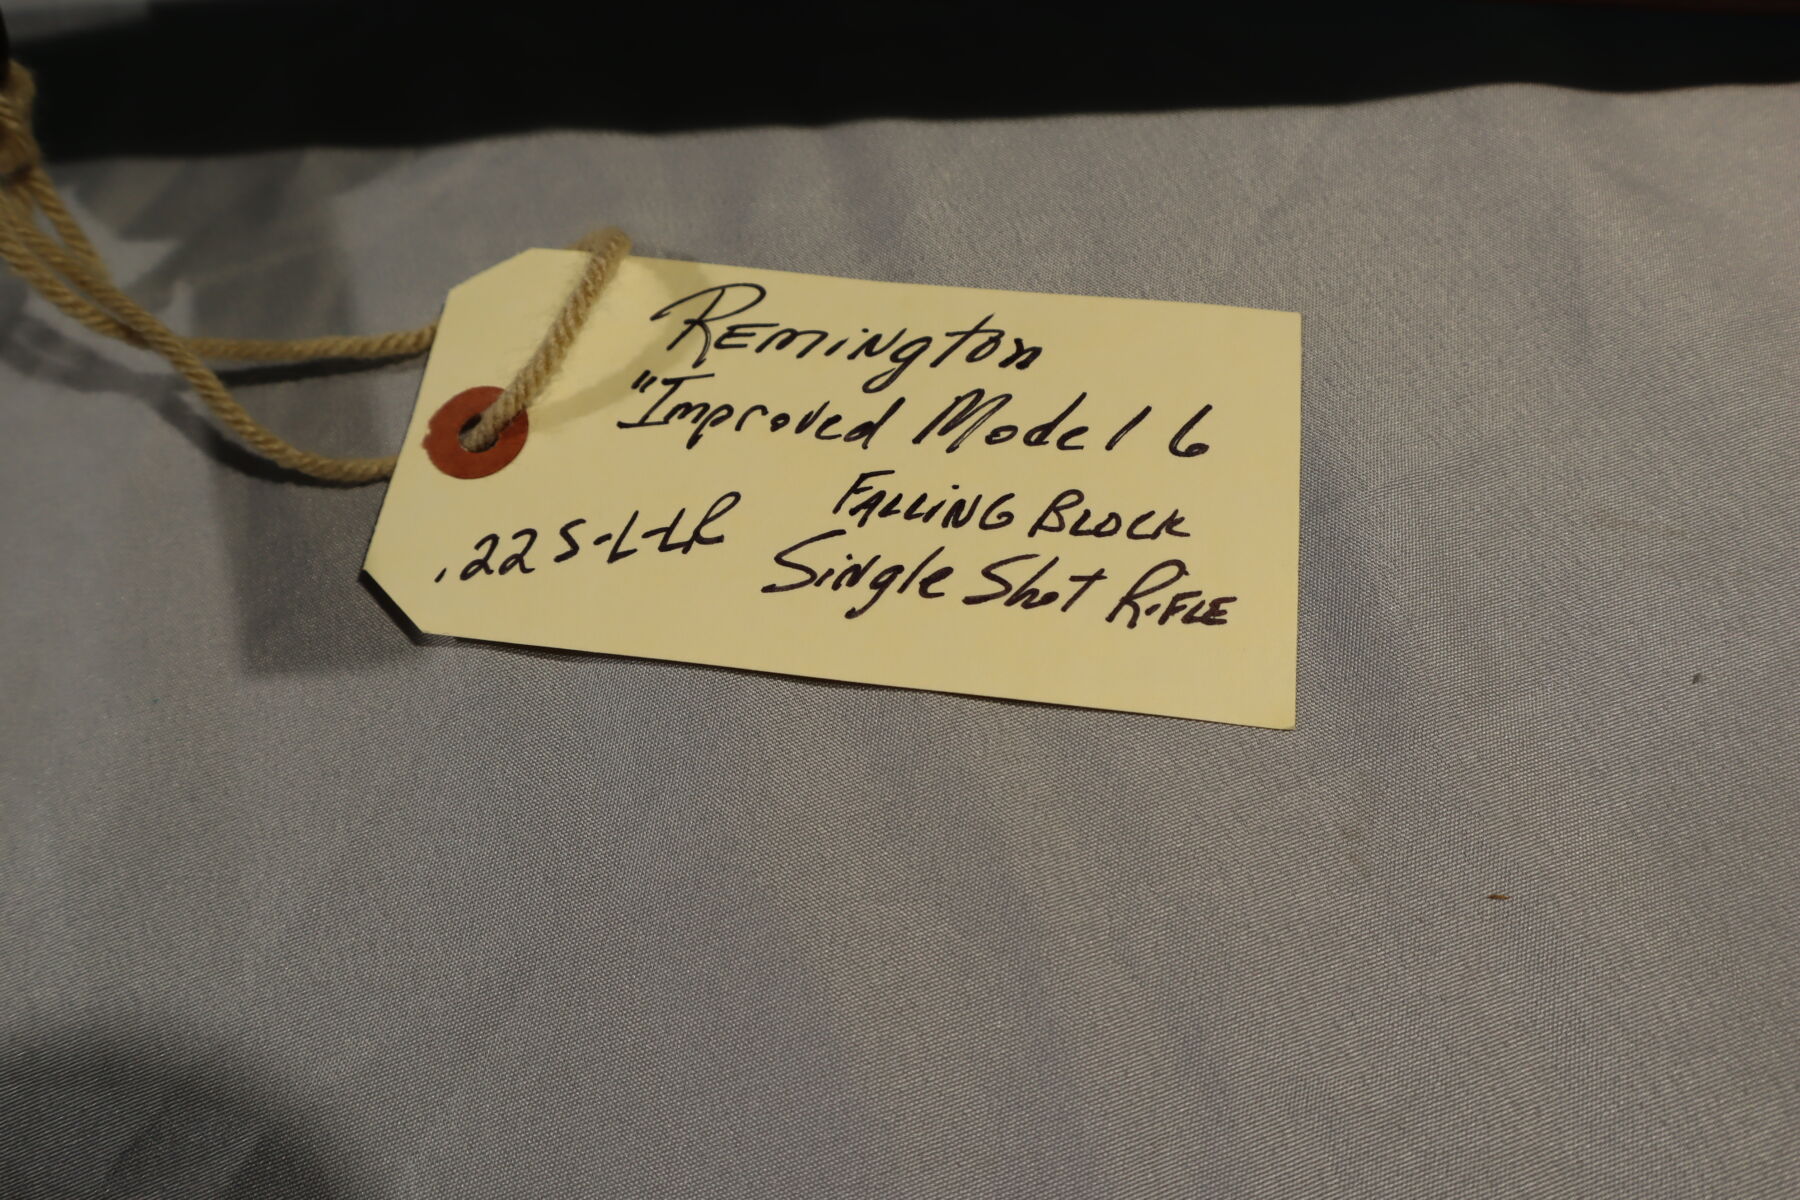 Remington
"Improved Model 6
Falling Block
.22 S-L-LR
Single Shot Rifle